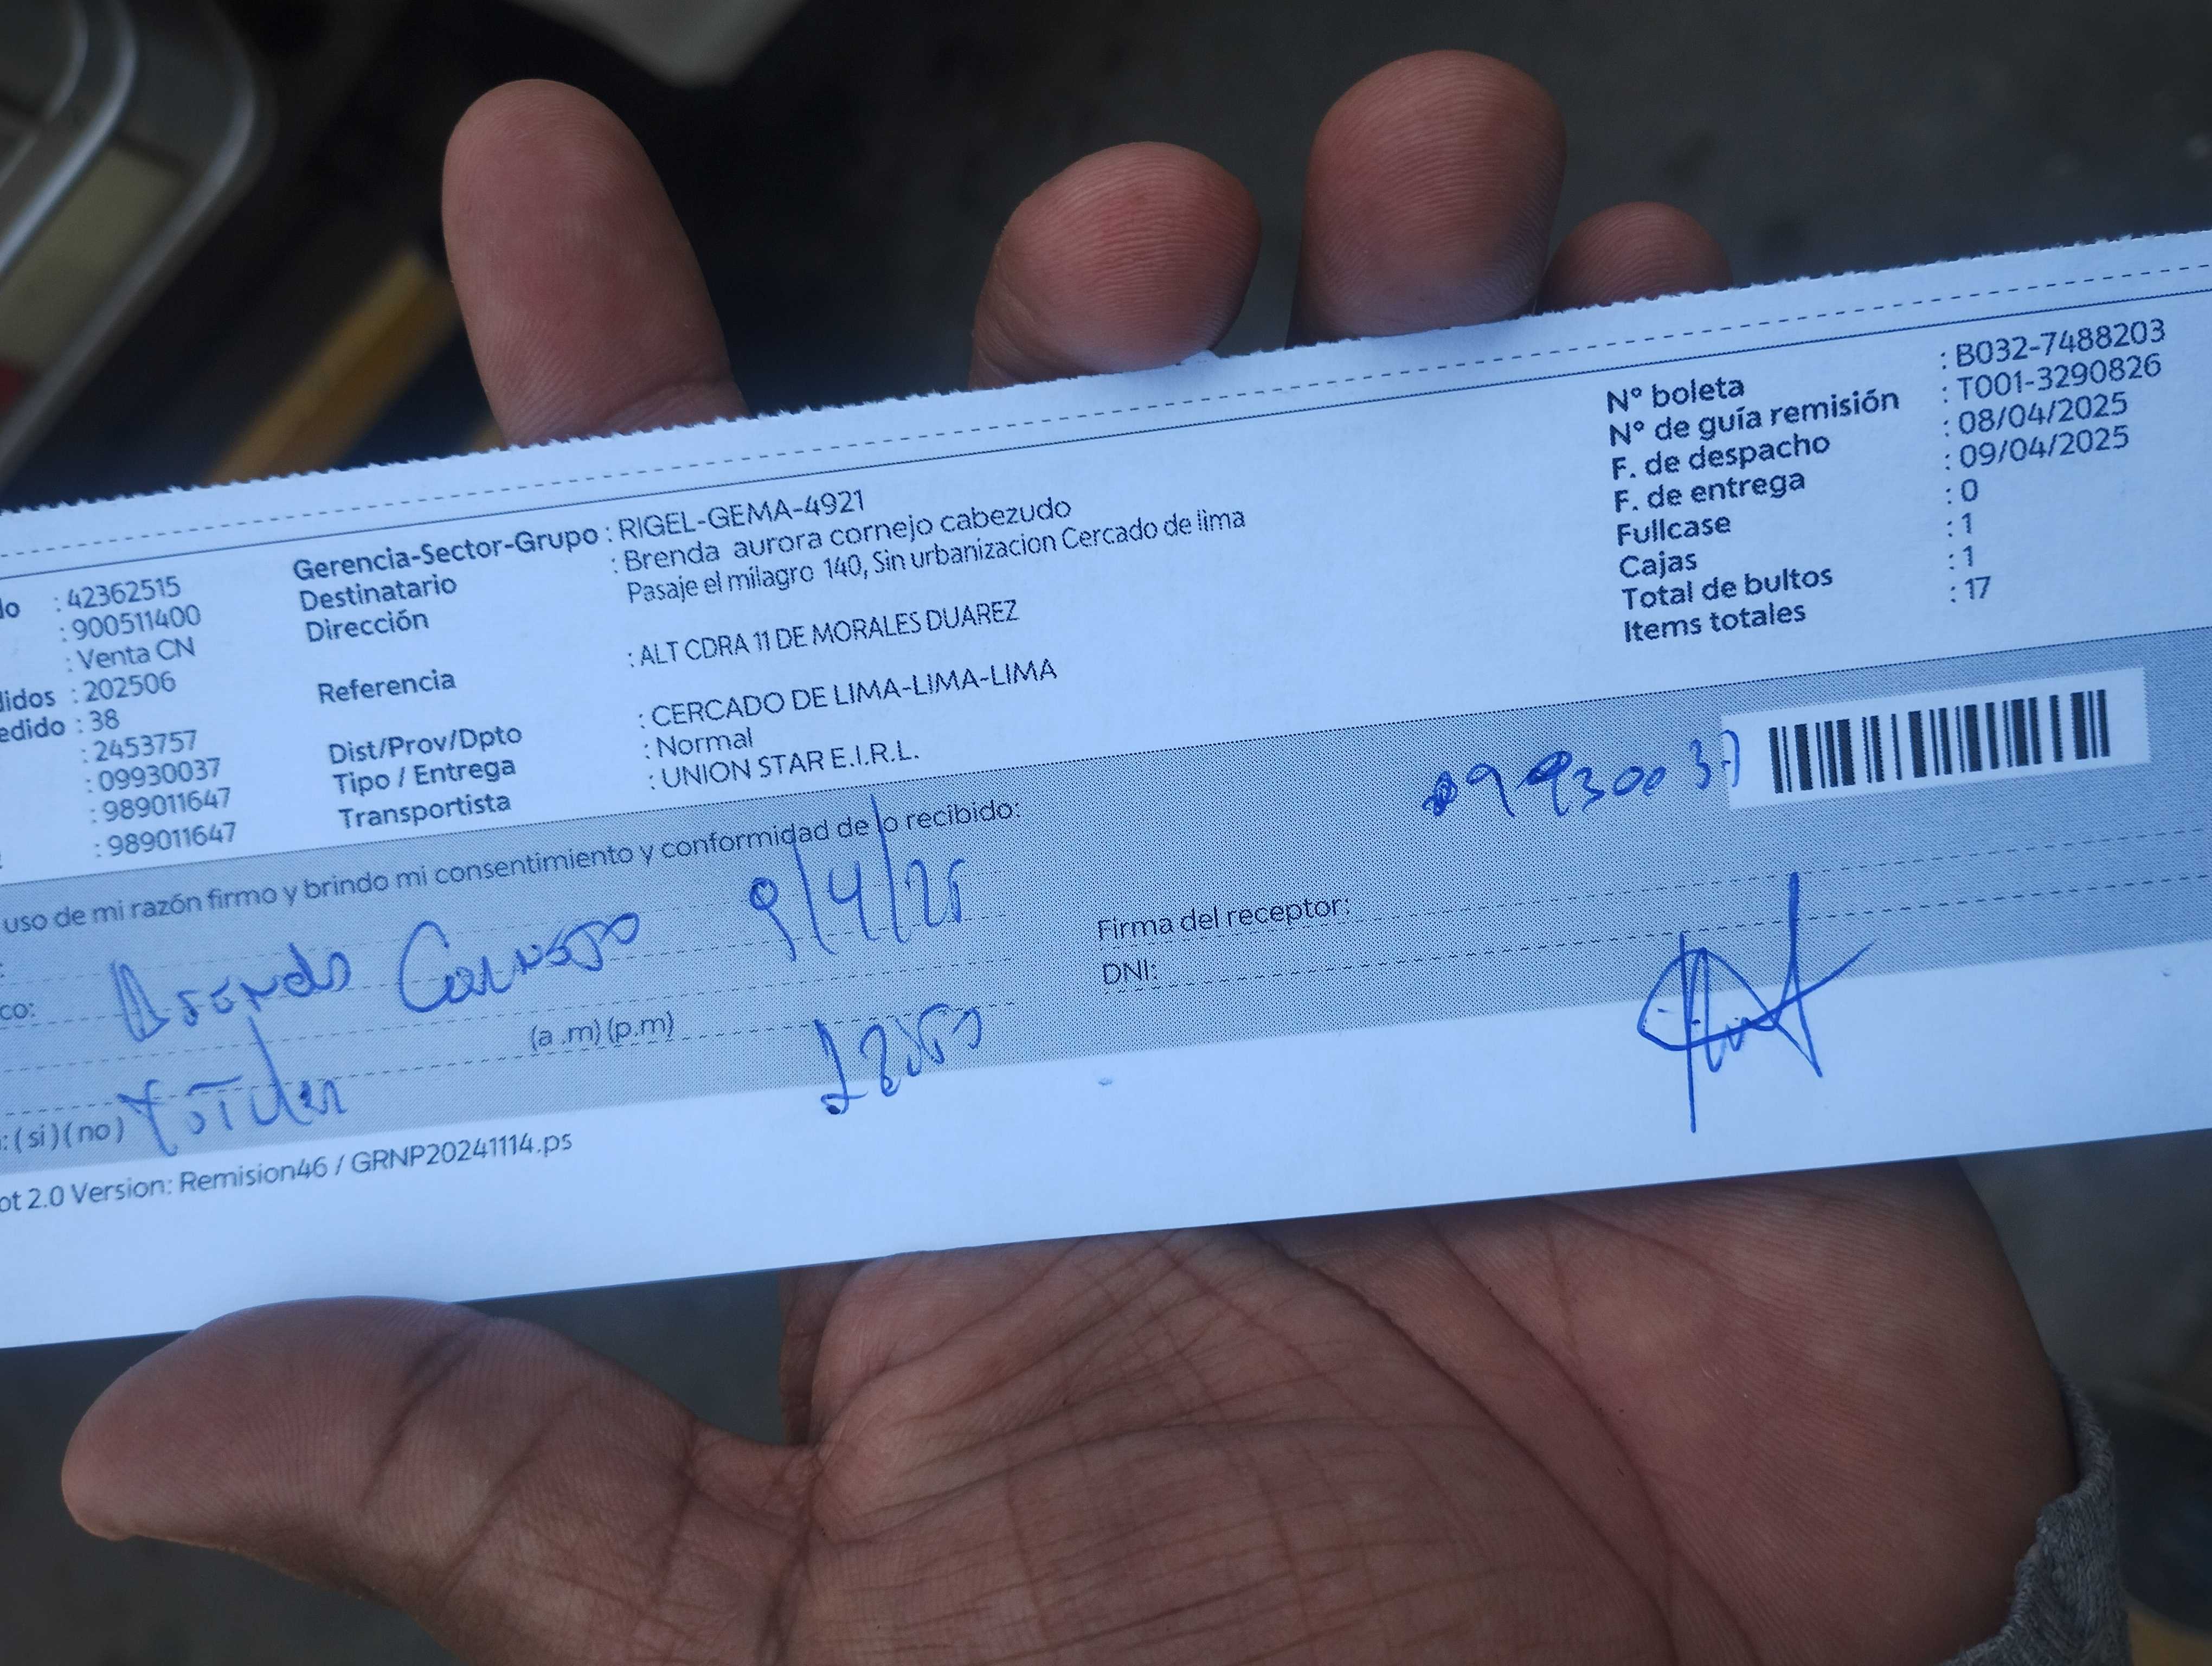 lo : 42362515
: 900511400
: Venta CN
didos : 202506
edido : 38
: 2453757
: 09930037
: 989011647
: 989011647
Gerencia-Sector-Grupo : RIGEL-GEMA-4921
Destinatario : Brenda aurora cornejo cabezudo
Dirección Pasaje el milagro 140, Sin urbanizacion Cercado de lima
Referencia : ALT CDRA 11 DE MORALES DUAREZ
Dist/Prov/Dpto : CERCADO DE LIMA-LIMA-LIMA
Tipo / Entrega : Normal
Transportista : UNION STAR E.I.R.L.
N° boleta : B032-7488203
N° de guía remisión : T001-3290826
F. de despacho : 08/04/2025
F. de entrega : 09/04/2025
Fullcase : 0
Cajas : 1
Total de bultos : 1
Items totales : 17
uso de mi razón firmo y brindo mi consentimiento y conformidad de lo recibido:
09930037
9/4/25
Firma del receptor:
co:
DNI:
(a .m) (p.m)
: ( si ) ( no )
ot 2.0 Version: Remision46 / GRNP20241114.ps